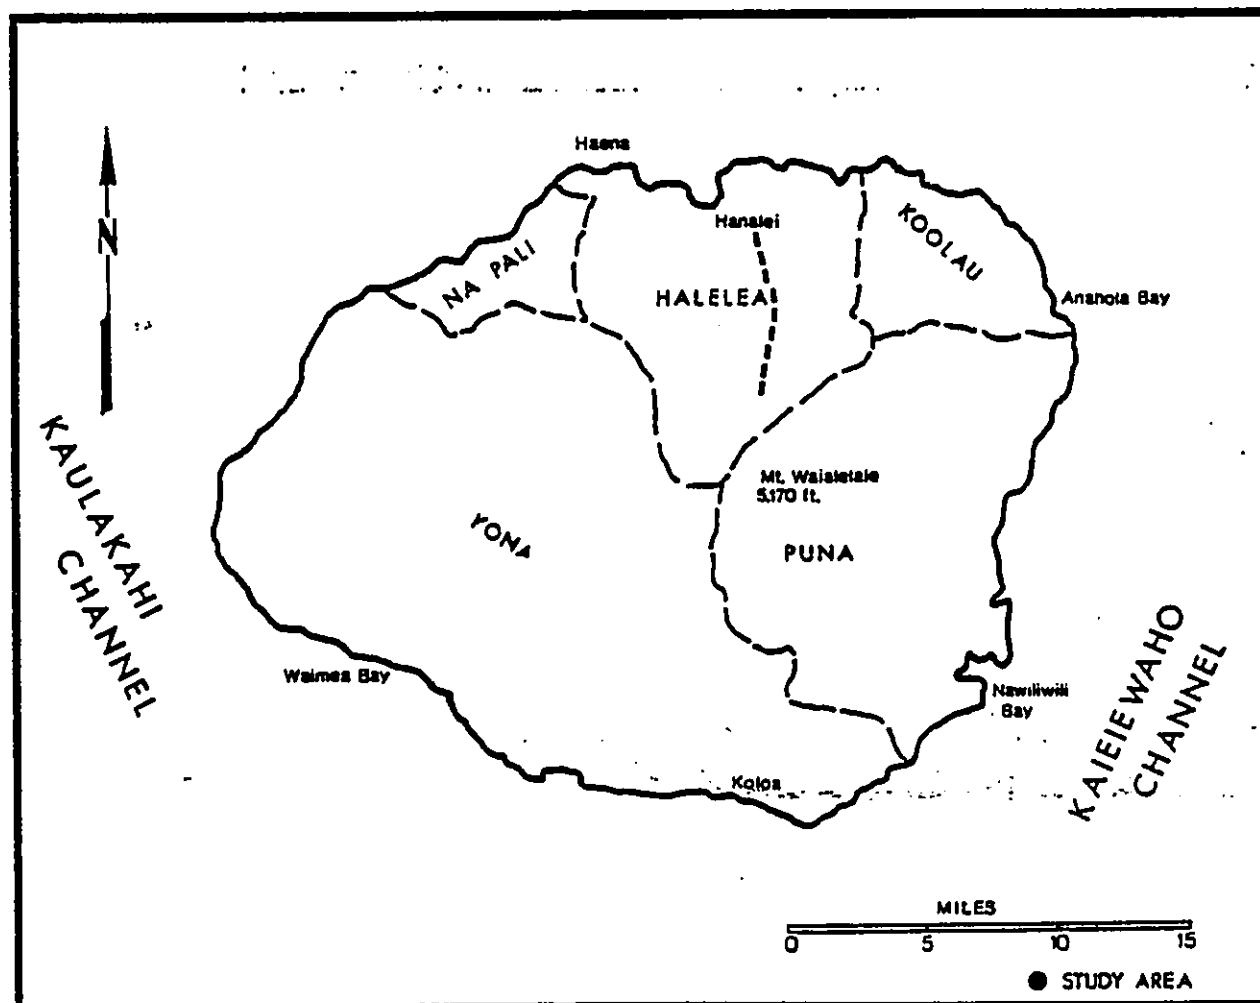 Haena
N
Hanalei
KOOLAU
NA PALI
HALELEA
Anahola Bay
KAULAKAHI
CHANNEL
Mt. Waialeale
5,170 ft.
KONA
PUNA
Waimea Bay
Nawiliwili
Bay
KAIEIEWAHO
CHANNEL
Koloa
MILES
0 5 10 15
STUDY AREA